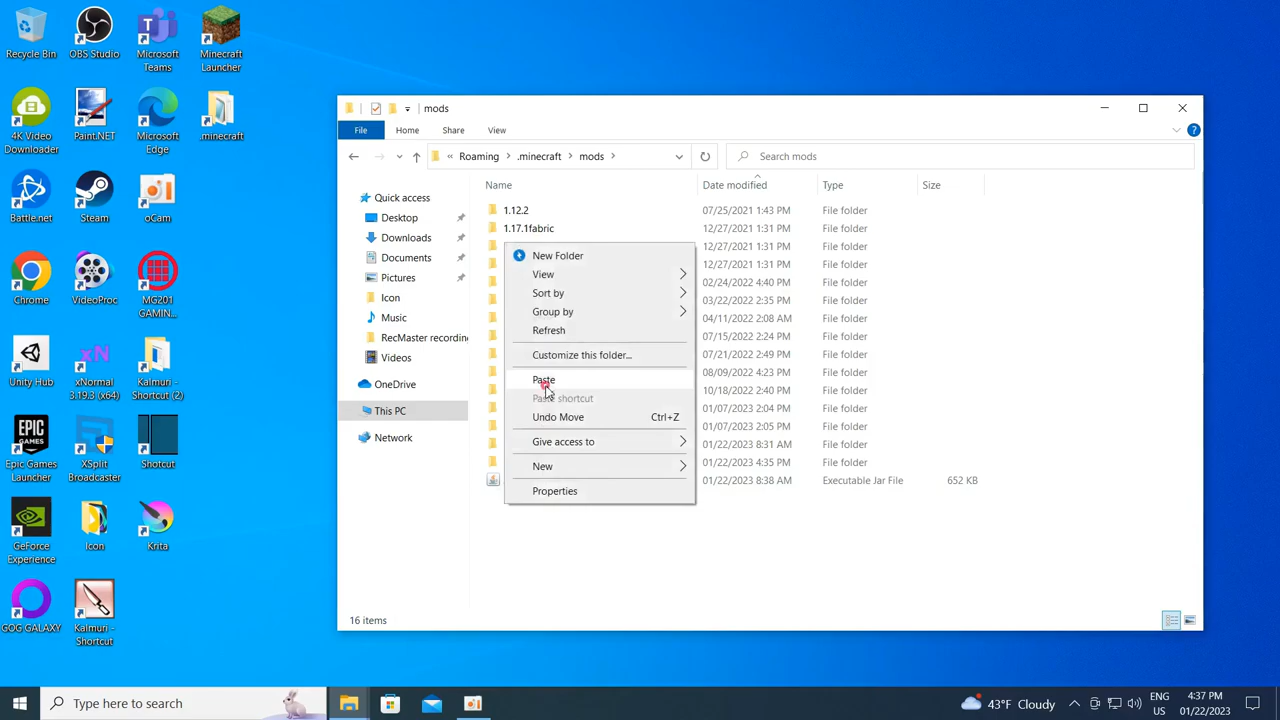 Recycle Bin
OBS Studio
Microsoft
Teams
Minecraft
Launcher
4K Video
Downloader
Paint.NET
Microsoft
Edge
.minecraft
Battle.net
Steam
oCam
Chrome
VideoProc
MG201
GAMIN...
Unity Hub
xNormal
3.19.3 (x64)
Kalmuri -
Shortcut (2)
Epic Games
Launcher
XSplit
Broadcaster
Shotcut
GeForce
Experience
Icon
Krita
GOG GALAXY
Kalmuri -
Shortcut
mods
File Home Share View
« Roaming > .minecraft > mods >
Search mods
Name Date modified Type Size
Quick access
Desktop
Downloads
Documents
Pictures
Icon
Music
RecMaster recordin
Videos
OneDrive
This PC
Network
1.12.2 07/25/2021 1:43 PM File folder
1.17.1fabric 12/27/2021 1:31 PM File folder
12/27/2021 1:31 PM File folder
12/27/2021 1:31 PM File folder
02/24/2022 4:40 PM File folder
03/22/2022 2:35 PM File folder
04/11/2022 2:08 AM File folder
07/15/2022 2:24 PM File folder
07/21/2022 2:49 PM File folder
08/09/2022 4:23 PM File folder
10/18/2022 2:40 PM File folder
01/07/2023 2:04 PM File folder
01/07/2023 2:05 PM File folder
01/22/2023 8:31 AM File folder
01/22/2023 4:35 PM File folder
01/22/2023 8:38 AM Executable Jar File 652 KB
New Folder
View
Sort by
Group by
Refresh
Customize this folder...
Paste
Paste shortcut
Undo Move Ctrl+Z
Give access to
New
Properties
16 items
Type here to search
43°F Cloudy
ENG
US
4:37 PM
01/22/2023